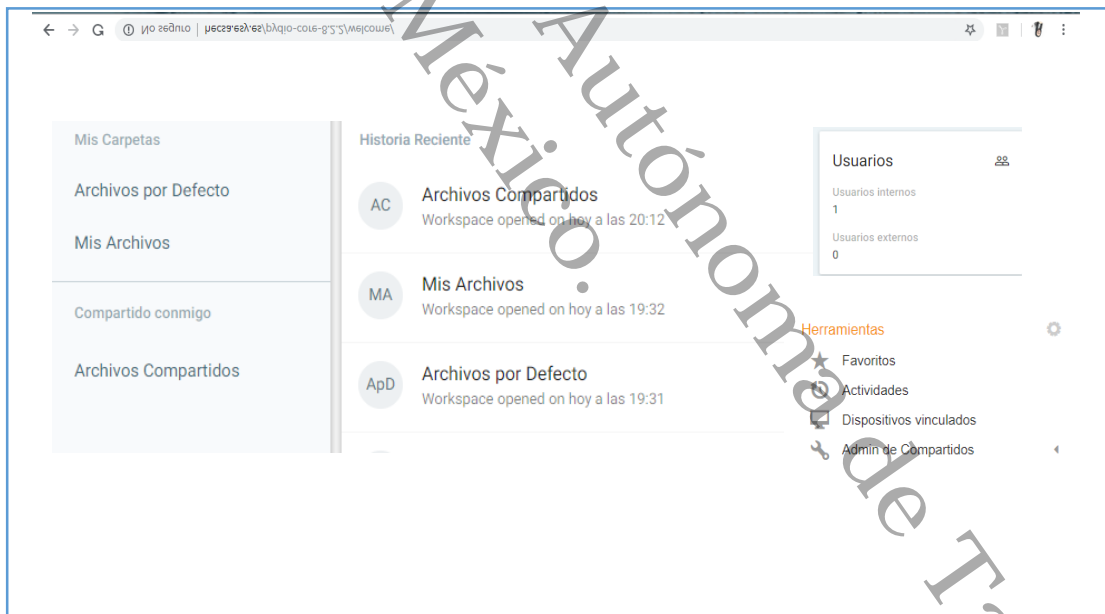 No seguro | hecsa.esy.es/pydio-core-8.2.2/welcome/
Mis Carpetas
Archivos por Defecto
Mis Archivos
Compartido conmigo
Archivos Compartidos
Historia Reciente
AC
Archivos Compartidos
Workspace opened on hoy a las 20:12
MA
Mis Archivos
Workspace opened on hoy a las 19:32
ApD
Archivos por Defecto
Workspace opened on hoy a las 19:31
Usuarios
Usuarios internos
1
Usuarios externos
0
Herramientas
Favoritos
Actividades
Dispositivos vinculados
Admin de Compartidos
Autónoma de
México.